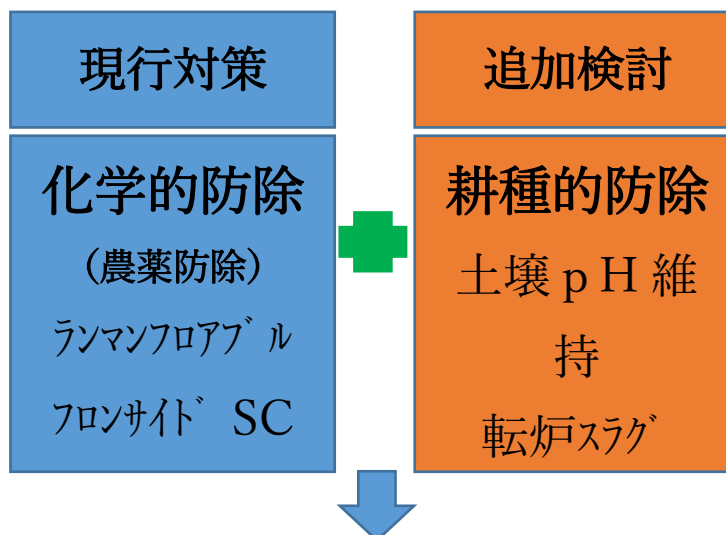 現行対策
追加検討
化学的防除
（農薬防除）
ﾗﾝﾏﾝﾌﾛｱﾌﾞﾙ
ﾌﾛﾝｻｲﾄﾞ SC
耕種的防除
土壌ｐＨ維
持
転炉ｽﾗｸﾞ